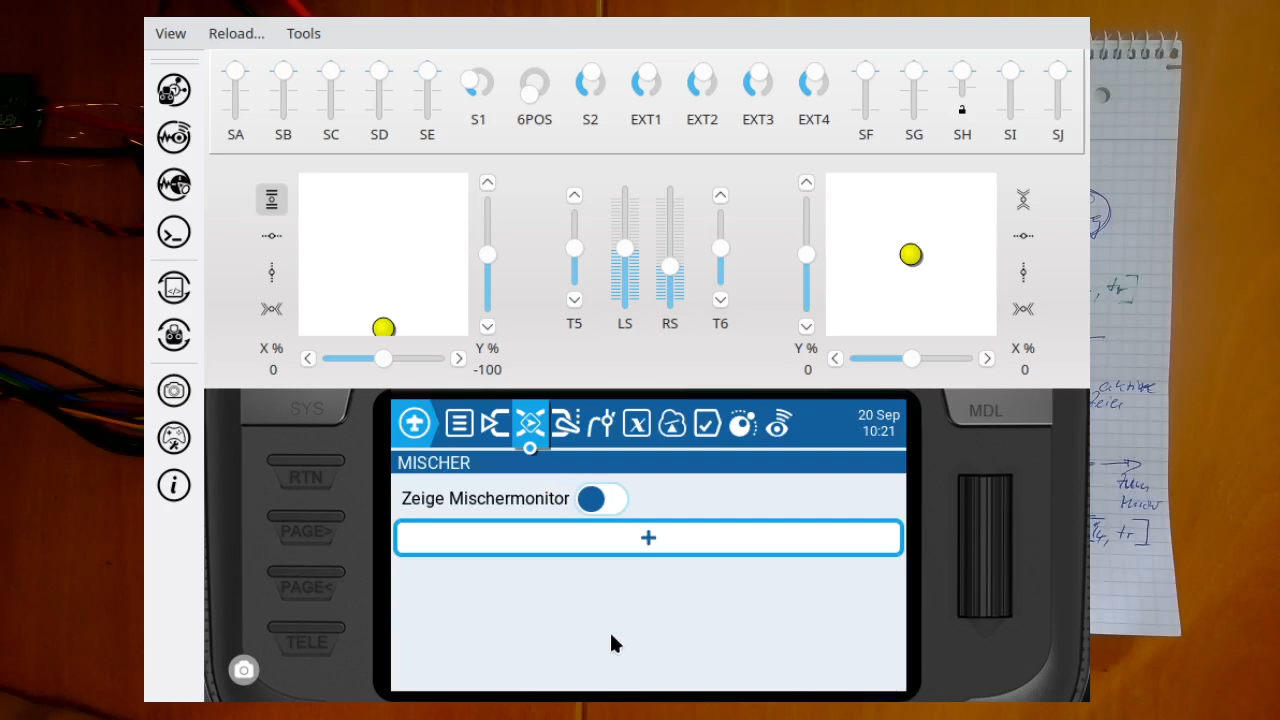 View Reload... Tools
SA SB SC SD SE S1 6POS S2 EXT1 EXT2 EXT3 EXT4 SF SG SH SI SJ
T5 LS RS T6
X % Y % Y % X %
0 -100 0 0
SYS MDL
20 Sep
10:21
MISCHER
RTN
Zeige Mischermonitor
+
PAGE>
PAGE<
TELE